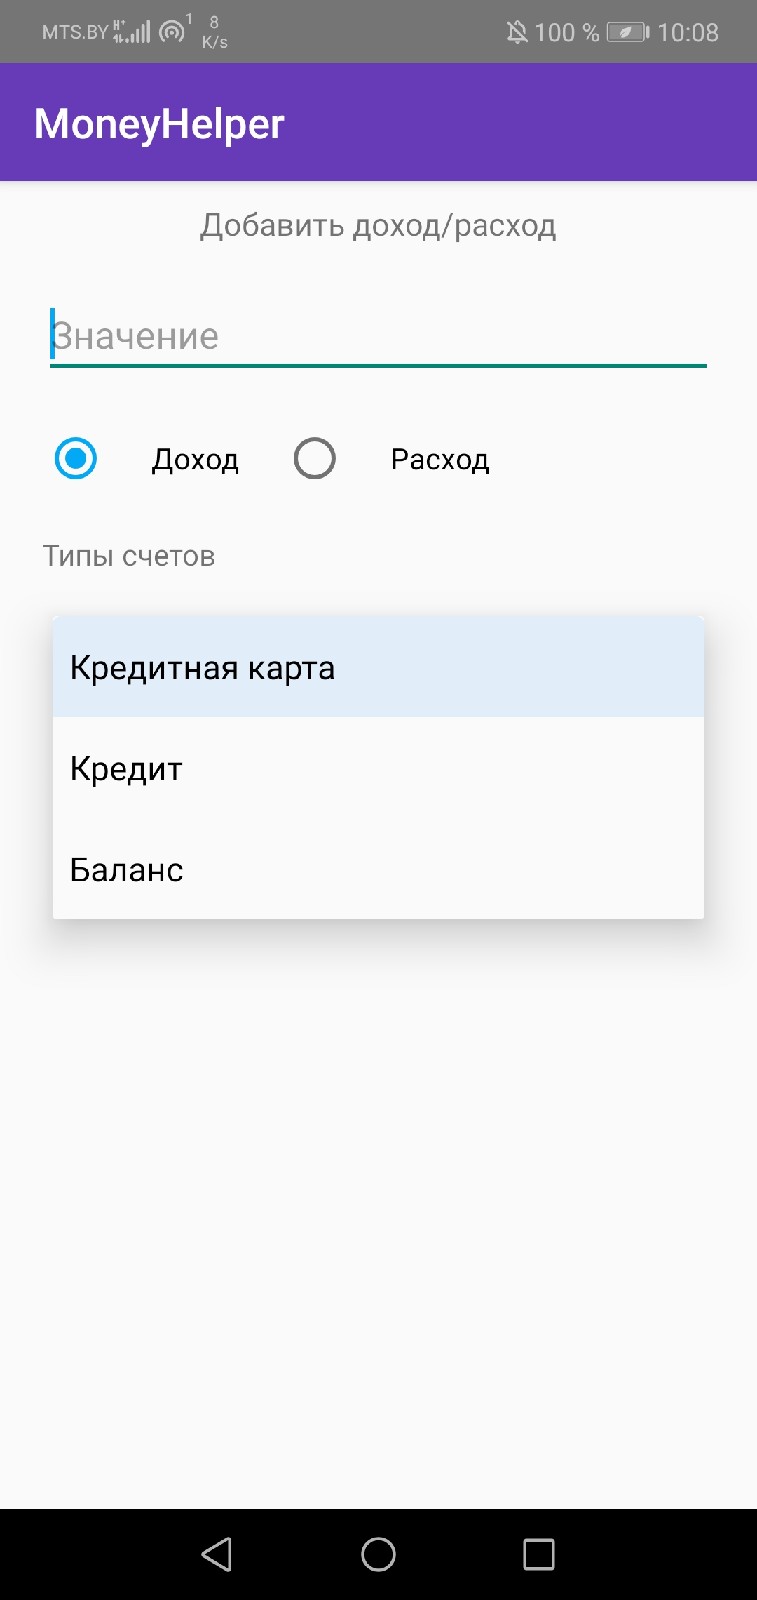 MTS.BY H+ 1 8 K/s 100 % 10:08
MoneyHelper
Добавить доход/расход
Значение
Доход Расход
Типы счетов
Кредитная карта
Кредит
Баланс